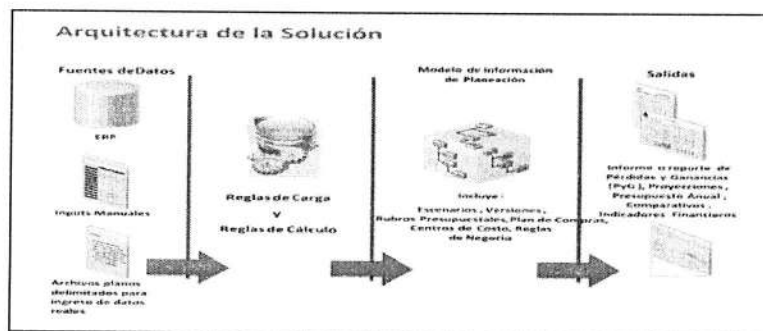 Arquitectura de la Solución
Fuentes de Datos
ERP
Inputs Manuales
Archivos planos
delimitados para
ingreso de datos
reales
Reglas de Carga
y
Reglas de Cálculo
Modelo de Información
de Planeación
Incluye:
Escenarios, Versiones,
Rubros Presupuestales, Plan de Compras,
Centros de Costo, Reglas
de Negocio
Salidas
Informe o reporte de
Pérdidas y Ganancias
(PyG), Proyecciones,
Presupuesto Anual,
Comparativos,
Indicadores Financieros